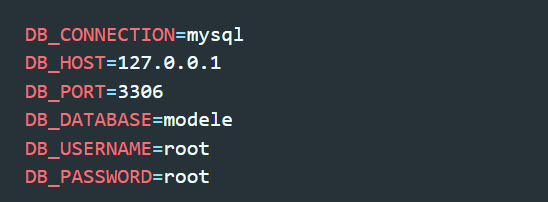 DB_CONNECTION=mysql
DB_HOST=127.0.0.1
DB_PORT=3306
DB_DATABASE=modele
DB_USERNAME=root
DB_PASSWORD=root